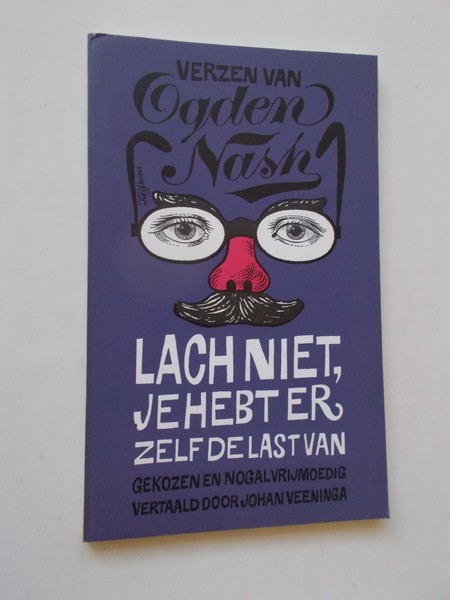 VERZEN VAN
Ogden
Nash
LACH NIET,
JE HEBT ER
ZELF DE LAST VAN
GEKOZEN EN NOGAL VRIJMOEDIG
VERTAALD DOOR JOHAN VEENINGA